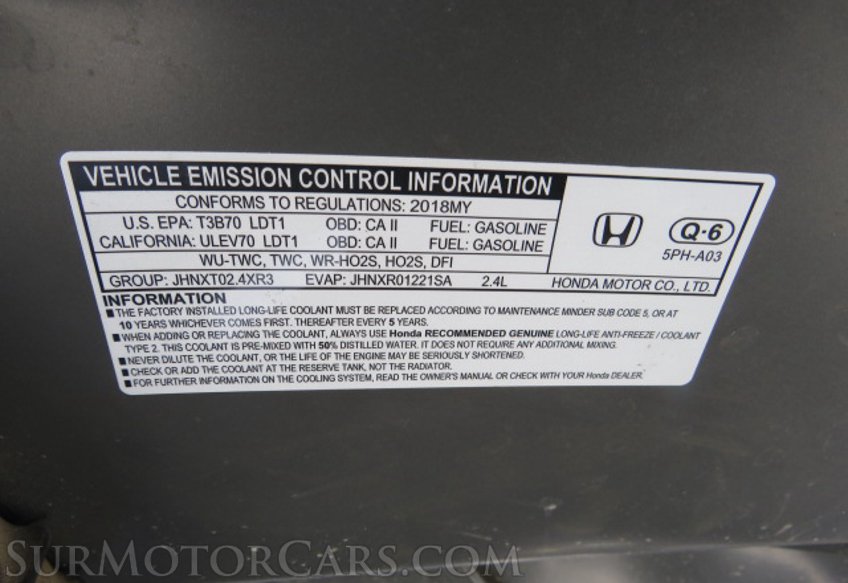 VEHICLE EMISSION CONTROL INFORMATION
CONFORMS TO REGULATIONS: 2018MY
U.S. EPA: T3B70 LDT1 OBD: CA II FUEL: GASOLINE
CALIFORNIA: ULEV70 LDT1 OBD: CA II FUEL: GASOLINE
WU-TWC, TWC, WR-HO2S, HO2S, DFI
GROUP: JHNXT02.4XR3 EVAP: JHNXR01221SA 2.4L
Q·6
5PH-A03
HONDA MOTOR CO., LTD.
INFORMATION
■ THE FACTORY INSTALLED LONG-LIFE COOLANT MUST BE REPLACED ACCORDING TO MAINTENANCE MINDER SUB CODE 5, OR AT
10 YEARS WHICHEVER COMES FIRST. THEREAFTER EVERY 5 YEARS.
■ WHEN ADDING OR REPLACING THE COOLANT, ALWAYS USE Honda RECOMMENDED GENUINE LONG-LIFE ANTI-FREEZE / COOLANT
TYPE 2. THIS COOLANT IS PRE-MIXED WITH 50% DISTILLED WATER. IT DOES NOT REQUIRE ANY ADDITIONAL MIXING.
■ NEVER DILUTE THE COOLANT, OR THE LIFE OF THE ENGINE MAY BE SERIOUSLY SHORTENED.
■ CHECK OR ADD THE COOLANT AT THE RESERVE TANK, NOT THE RADIATOR.
■ FOR FURTHER INFORMATION ON THE COOLING SYSTEM, READ THE OWNER'S MANUAL OR CHECK WITH YOUR Honda DEALER.
SURMOTORCARS.COM